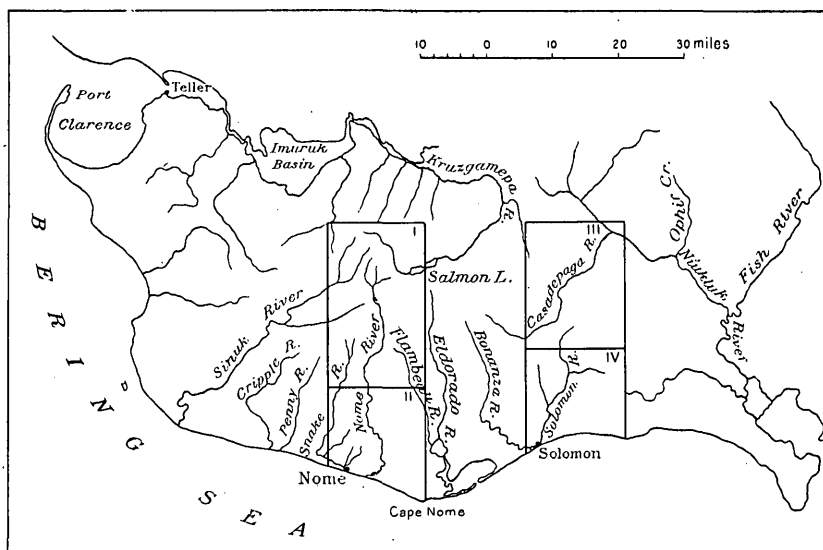 10 0 10 20 30 miles
Teller
Port
Clarence
Imuruk
Basin
Kruzgamepa R.
Ophir Cr.
Fish River
Niukluk
River
I
III
Salmon L.
Casadepaga R.
BERING SEA
Sinuk River
Cripple R.
Penny R.
Snake R.
Nome River
Flambeau R.
Eldorado R.
Bonanza R.
Solomon R.
II
IV
Nome
Solomon
Cape Nome